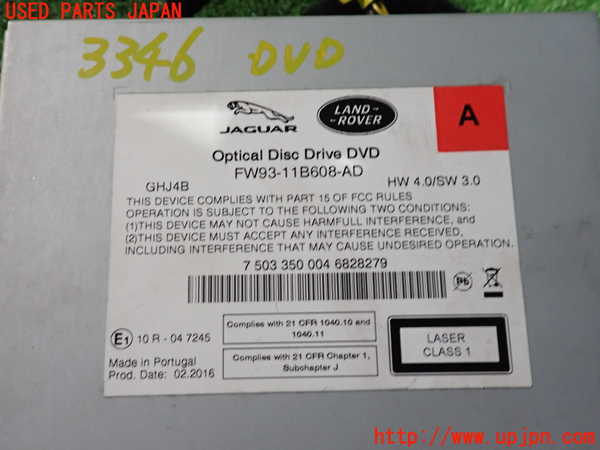 USED PARTS JAPAN
3346 DVD
JAGUAR
LAND ROVER
A
Optical Disc Drive DVD
FW93-11B608-AD
GHJ4B
HW 4.0/SW 3.0
THIS DEVICE COMPLIES WITH PART 15 OF FCC RULES
OPERATION IS SUBJECT TO THE FOLLOWING TWO CONDITIONS:
(1)THIS DEVICE MAY NOT CAUSE HARMFULL INTERFERENCE, and
(2)THIS DEVICE MUST ACCEPT ANY INTERFERENCE RECEIVED,
INCLUDING INTERFERENCE THAT MAY CAUSE UNDESIRED OPERATION.
7 503 350 004 6828279
Pb
E1 10 R - 04 7245
Complies with 21 CFR 1040.10 and
1040.11
Complies with 21 CFR Chapter 1,
Subchapter J
LASER
CLASS 1
Made in Portugal
Prod. Date: 02.2016
http://www.upjpn.com/